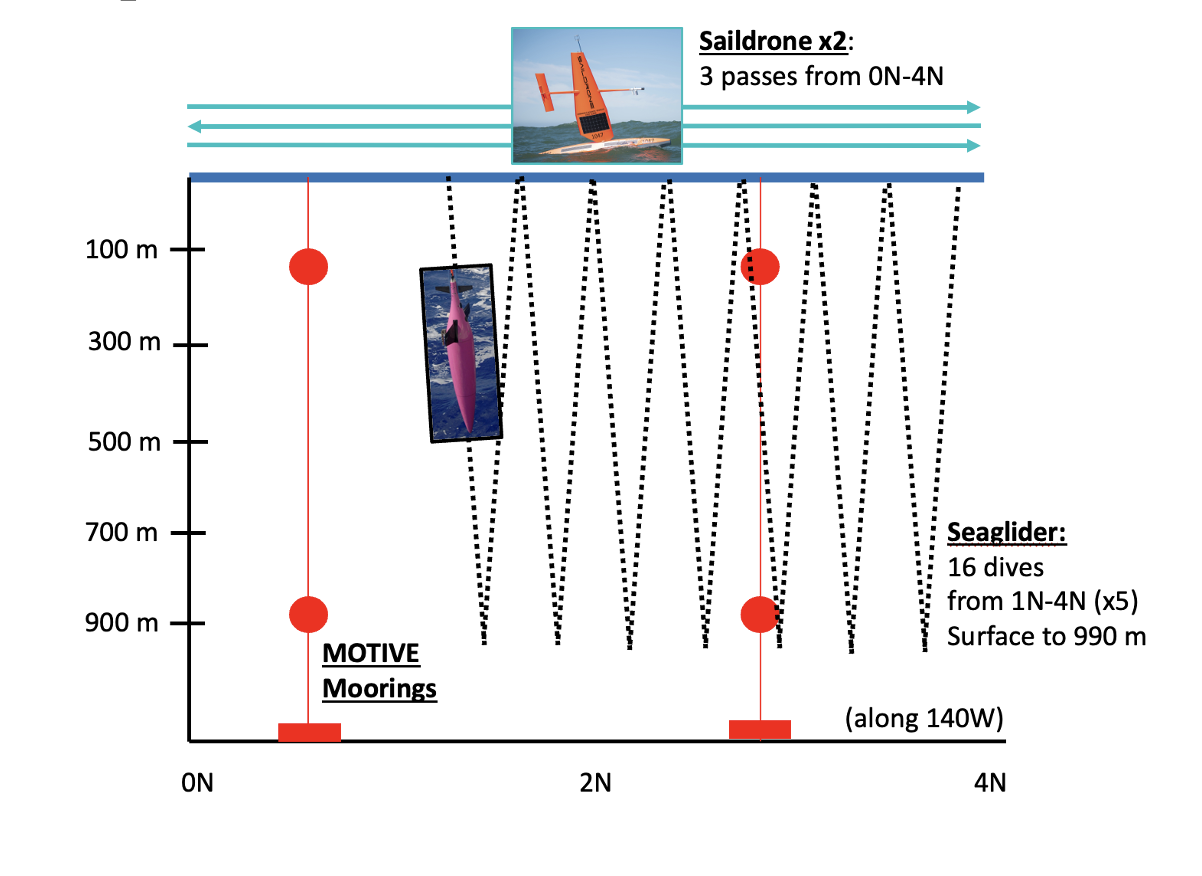 Saildrone x2:
3 passes from 0N-4N
SAILDRONE
100 m
300 m
500 m
700 m
900 m
Seaglider:
16 dives
from 1N-4N (x5)
Surface to 990 m
MOTIVE
Moorings
(along 140W)
0N
2N
4N